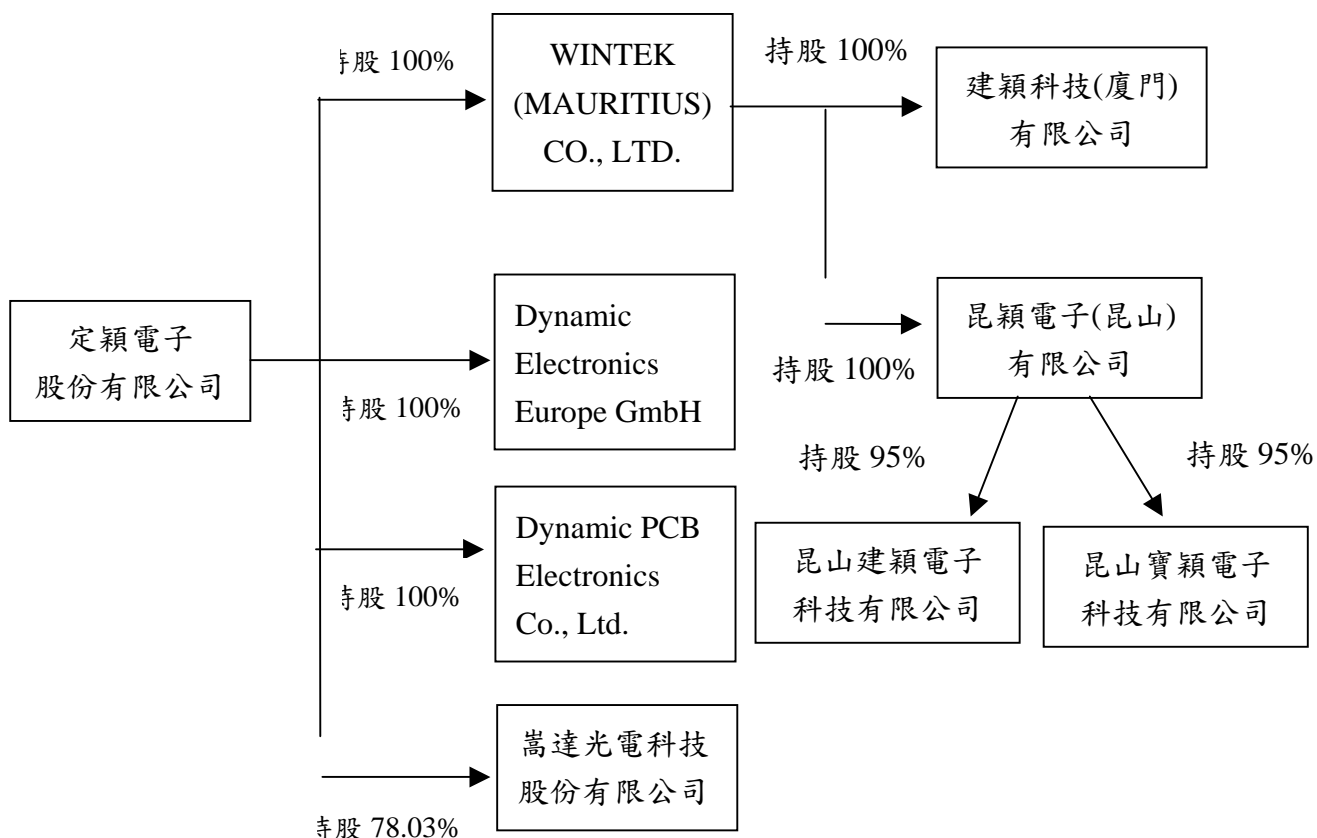 持股 100%
WINTEK
(MAURITIUS)
CO., LTD.
持股 100%
建穎科技(廈門)
有限公司
定穎電子
股份有限公司
Dynamic
Electronics
Europe GmbH
持股 100%
昆穎電子(昆山)
有限公司
持股 100%
持股 95%
持股 95%
Dynamic PCB
Electronics
Co., Ltd.
持股 100%
昆山建穎電子
科技有限公司
昆山寶穎電子
科技有限公司
嵩達光電科技
股份有限公司
持股 78.03%